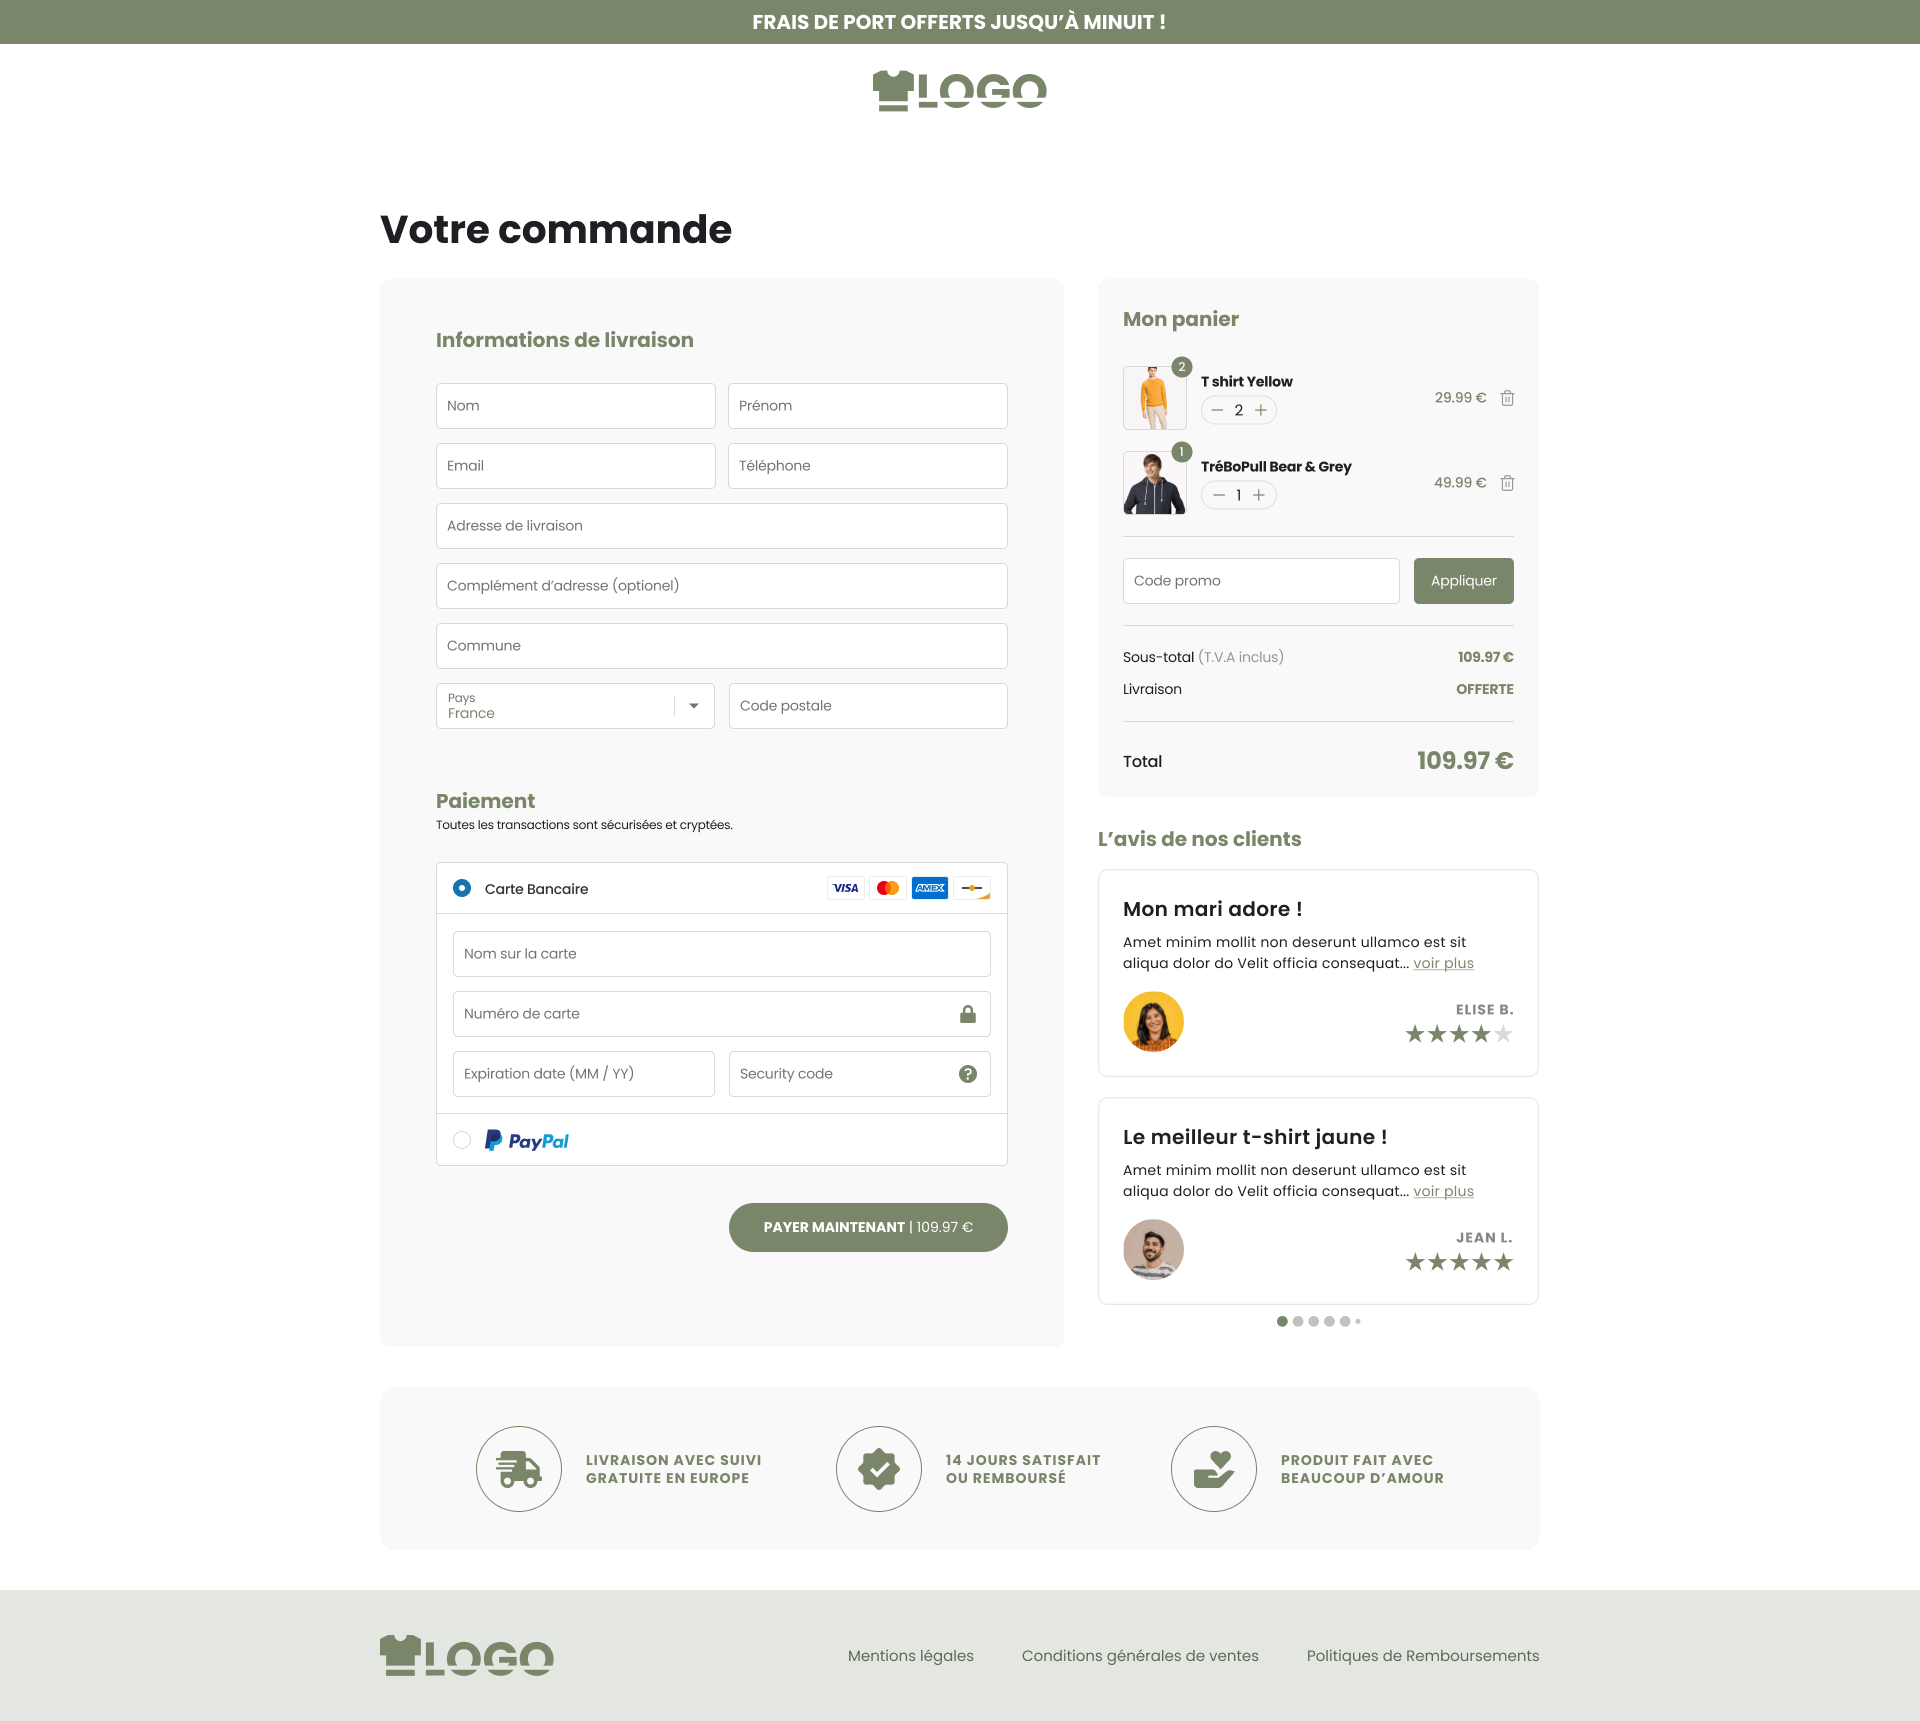 FRAIS DE PORT OFFERTS JUSQU'À MINUIT !
LOGO
Votre commande
Informations de livraison
Nom
Prénom
Email
Téléphone
Adresse de livraison
Complément d'adresse (optionel)
Commune
Pays
France
Code postale
Paiement
Toutes les transactions sont sécurisées et cryptées.
Carte Bancaire
VISA
AMEX
Nom sur la carte
Numéro de carte
Expiration date (MM / YY)
Security code
?
PayPal
PAYER MAINTENANT | 109.97 €
Mon panier
2
T shirt Yellow
2
29.99 €
1
TréBoPull Bear & Grey
1
49.99 €
Code promo
Appliquer
Sous-total (T.V.A inclus)
109.97 €
Livraison
OFFERTE
Total
109.97 €
L'avis de nos clients
Mon mari adore !
Amet minim mollit non deserunt ullamco est sit
aliqua dolor do Velit officia consequat... voir plus
ELISE B.
Le meilleur t-shirt jaune !
Amet minim mollit non deserunt ullamco est sit
aliqua dolor do Velit officia consequat... voir plus
JEAN L.
LIVRAISON AVEC SUIVI
GRATUITE EN EUROPE
14 JOURS SATISFAIT
OU REMBOURSÉ
PRODUIT FAIT AVEC
BEAUCOUP D'AMOUR
LOGO
Mentions légales
Conditions générales de ventes
Politiques de Remboursements